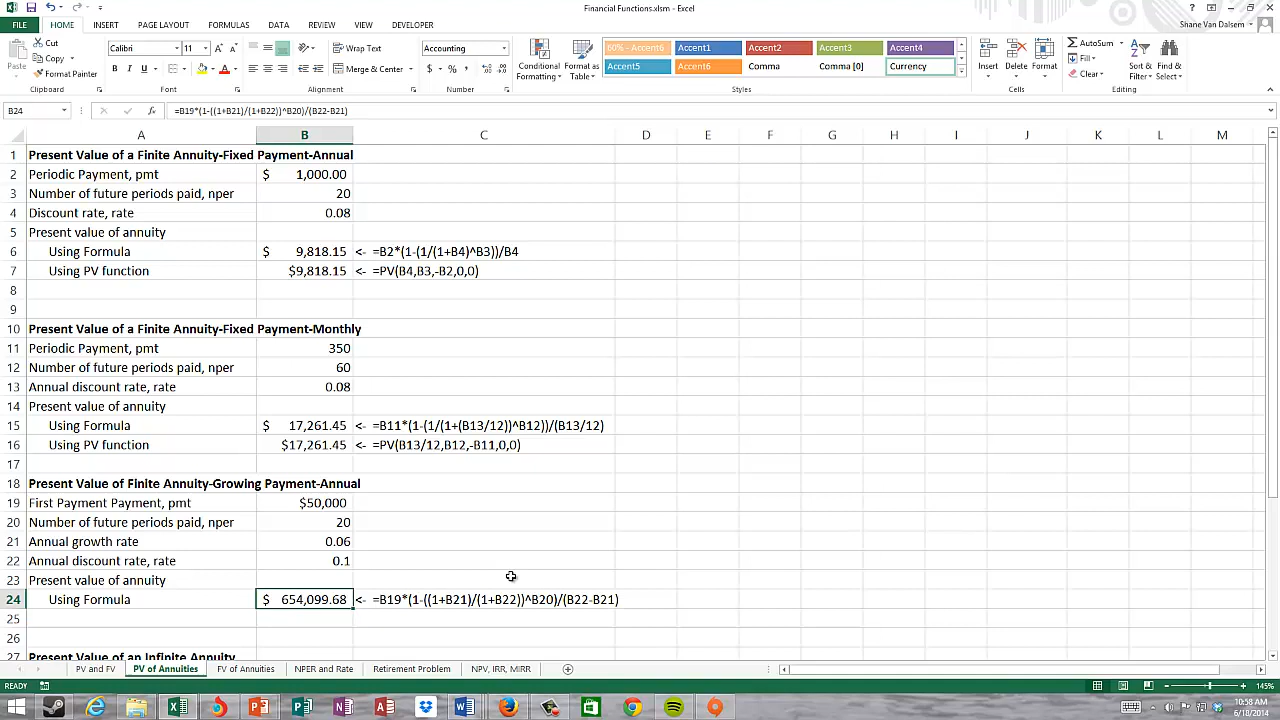 Financial Functions.xlsm - Excel
FILE HOME INSERT PAGE LAYOUT FORMULAS DATA REVIEW VIEW DEVELOPER Shane Van Dalsem
Cut Calibri 11 Wrap Text Accounting 60% - Accent6 Accent1 Accent2 Accent3 Accent4 AutoSum
Copy Fill
Paste Format Painter B I U Merge & Center $ % , Conditional Formatting Format as Table Accent5 Accent6 Comma Comma [0] Currency Insert Delete Format Clear Sort & Filter Find & Select
Clipboard Font Alignment Number Styles Cells Editing
B24 fx =B19*(1-((1+B21)/(1+B22))^B20)/(B22-B21)
A B C D E F G H I J K L M
1 Present Value of a Finite Annuity-Fixed Payment-Annual
2 Periodic Payment, pmt $ 1,000.00
3 Number of future periods paid, nper 20
4 Discount rate, rate 0.08
5 Present value of annuity
6 Using Formula $ 9,818.15 <- =B2*(1-(1/(1+B4)^B3))/B4
7 Using PV function $9,818.15 <- =PV(B4,B3,-B2,0,0)
8
9
10 Present Value of a Finite Annuity-Fixed Payment-Monthly
11 Periodic Payment, pmt 350
12 Number of future periods paid, nper 60
13 Annual discount rate, rate 0.08
14 Present value of annuity
15 Using Formula $ 17,261.45 <- =B11*(1-(1/(1+(B13/12))^B12))/(B13/12)
16 Using PV function $17,261.45 <- =PV(B13/12,B12,-B11,0,0)
17
18 Present Value of Finite Annuity-Growing Payment-Annual
19 First Payment Payment, pmt $50,000
20 Number of future periods paid, nper 20
21 Annual growth rate 0.06
22 Annual discount rate, rate 0.1
23 Present value of annuity
24 Using Formula $ 654,099.68 <- =B19*(1-((1+B21)/(1+B22))^B20)/(B22-B21)
25
26
27 Present Value of an Infinite Annuity
PV and FV PV of Annuities FV of Annuities NPER and Rate Retirement Problem NPV, IRR, MIRR
READY 145%
10:58 AM
6/18/2014